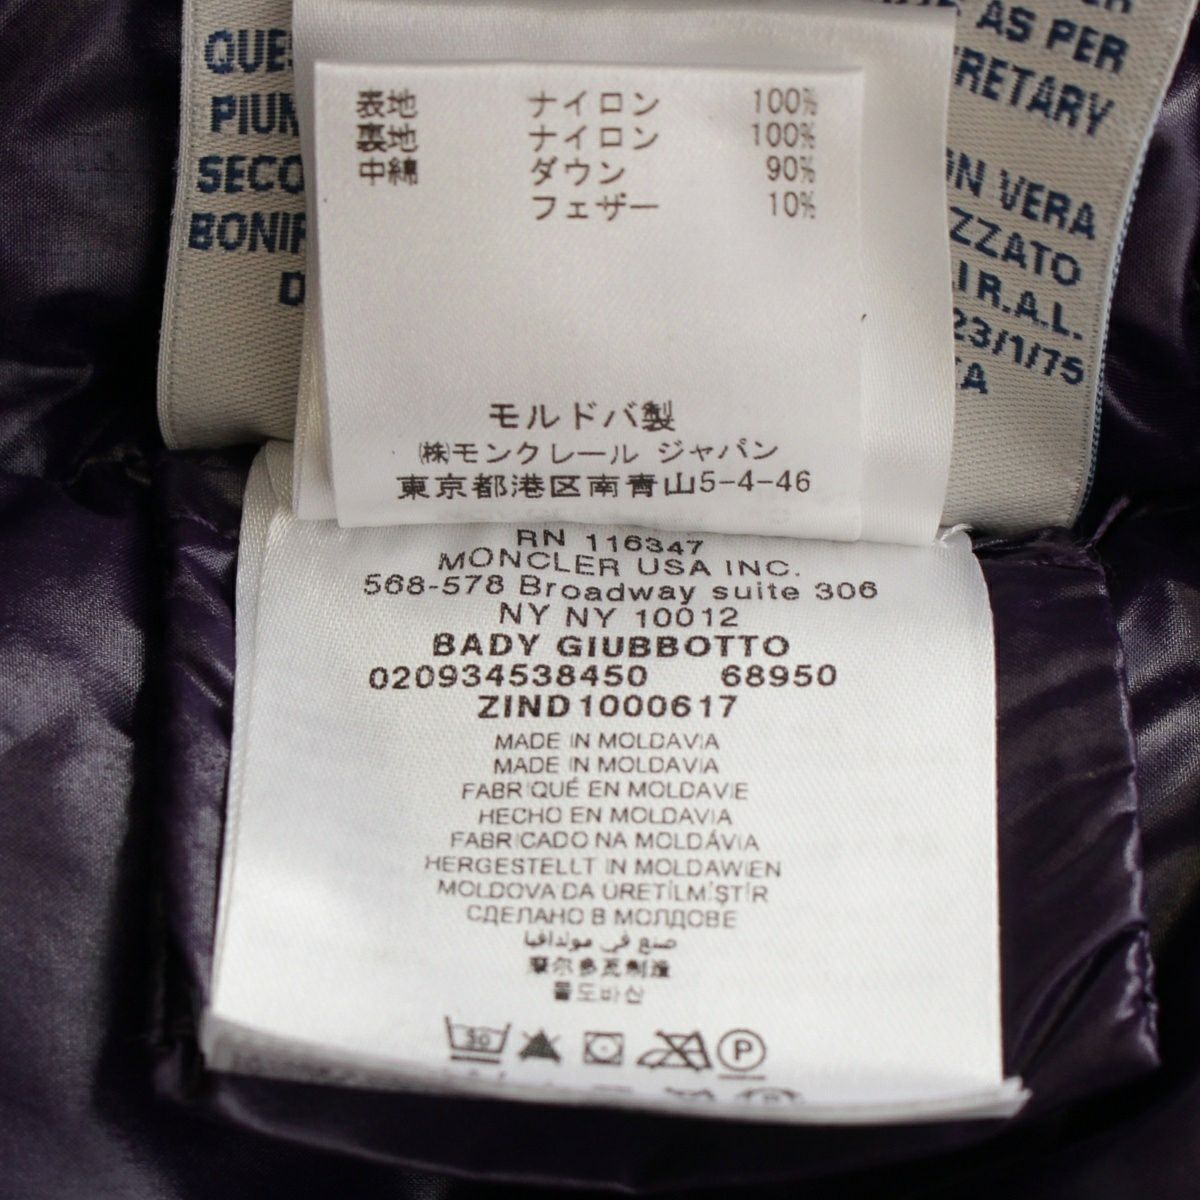 AS PER
PIUM
BONIF
ON VERA
I.R.A.L.
23/1/75
表地 ナイロン 100%
裏地 ナイロン 100%
中綿 ダウン 90%
フェザー 10%
モルドバ製
㈱モンクレール ジャパン
東京都港区南青山5-4-46
RN 116347
MONCLER USA INC.
568-578 Broadway suite 306
NY NY 10012
BADY GIUBBOTTO
020934538450 68950
ZIND1000617
MADE IN MOLDAVIA
MADE IN MOLDAVIA
FABRIQUÉ EN MOLDAVIE
HECHO EN MOLDAVIA
FABRICADO NA MOLDÁVIA
HERGESTELLT IN MOLDAWIEN
MOLDOVA DA ÜRETİLMİŞTİR
СДЕЛАНО В МОЛДОВЕ
صنع في مولدافيا
摩尔多瓦制造
몰도바산
30
P